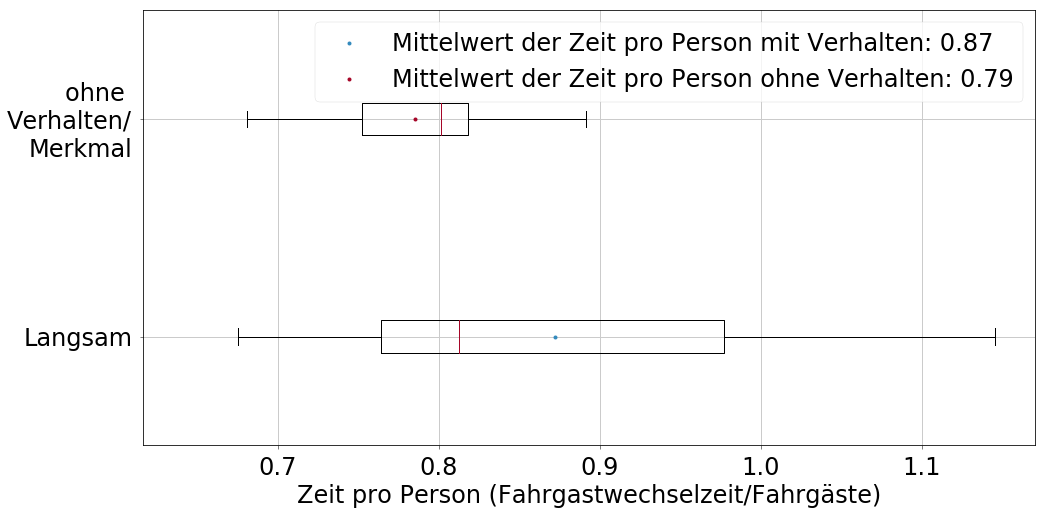 Mittelwert der Zeit pro Person mit Verhalten: 0.87
Mittelwert der Zeit pro Person ohne Verhalten: 0.79
ohne
Verhalten/
Merkmal
Langsam
0.7 0.8 0.9 1.0 1.1
Zeit pro Person (Fahrgastwechselzeit/Fahrgäste)